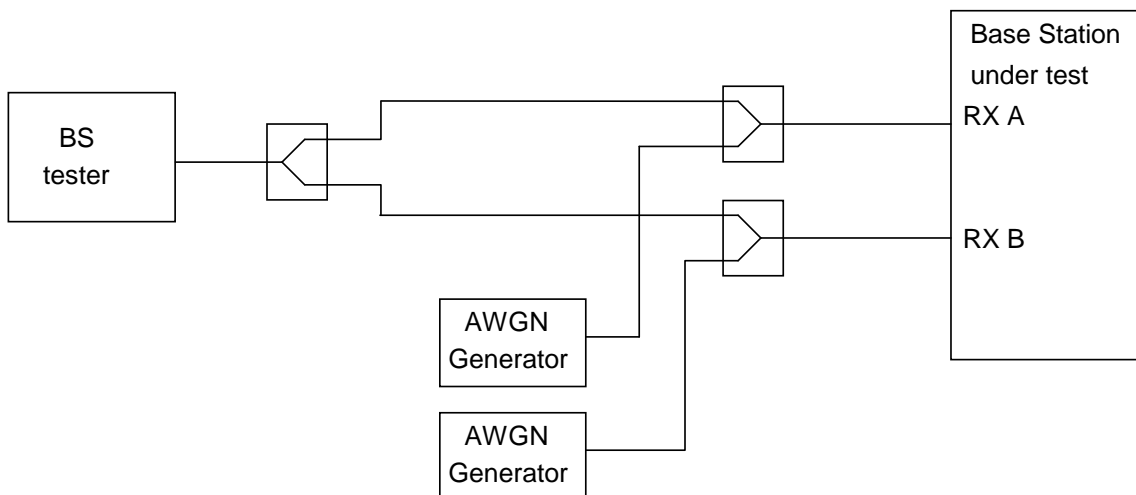 BS
tester
AWGN
Generator
AWGN
Generator
Base Station
under test
RX A
RX B